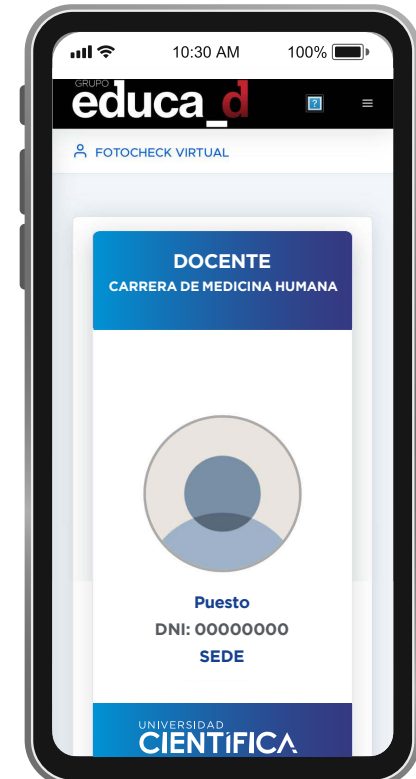 10:30 AM 100%
GRUPO
educa_d
?
FOTOCHECK VIRTUAL
DOCENTE
CARRERA DE MEDICINA HUMANA
Puesto
DNI: 00000000
SEDE
UNIVERSIDAD
CIENTÍFICA